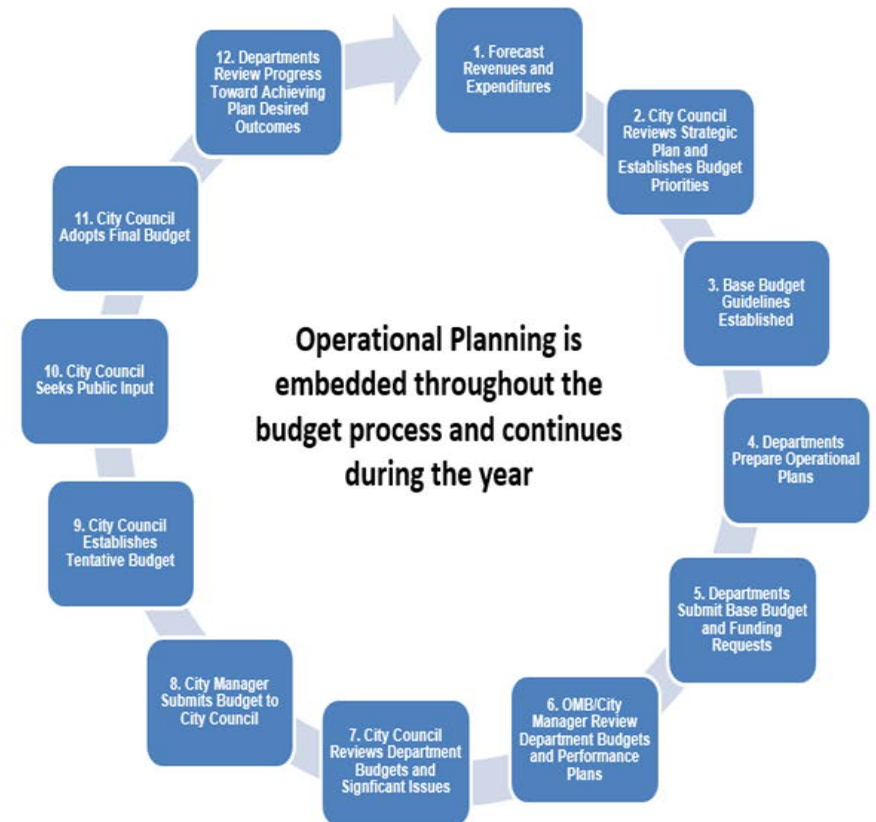 1. Forecast
Revenues and
Expenditures
2. City Council
Reviews Strategic
Plan and
Establishes Budget
Priorities
3. Base Budget
Guidelines
Established
4. Departments
Prepare Operational
Plans
5. Departments
Submit Base Budget
and Funding
Requests
6. OMB/City
Manager Review
Department Budgets
and Performance
Plans
7. City Council
Reviews Department
Budgets and
Signficant Issues
8. City Manager
Submits Budget to
City Council
9. City Council
Establishes
Tentative Budget
10. City Council
Seeks Public Input
11. City Council
Adopts Final Budget
12. Departments
Review Progress
Toward Achieving
Plan Desired
Outcomes
Operational Planning is
embedded throughout the
budget process and continues
during the year